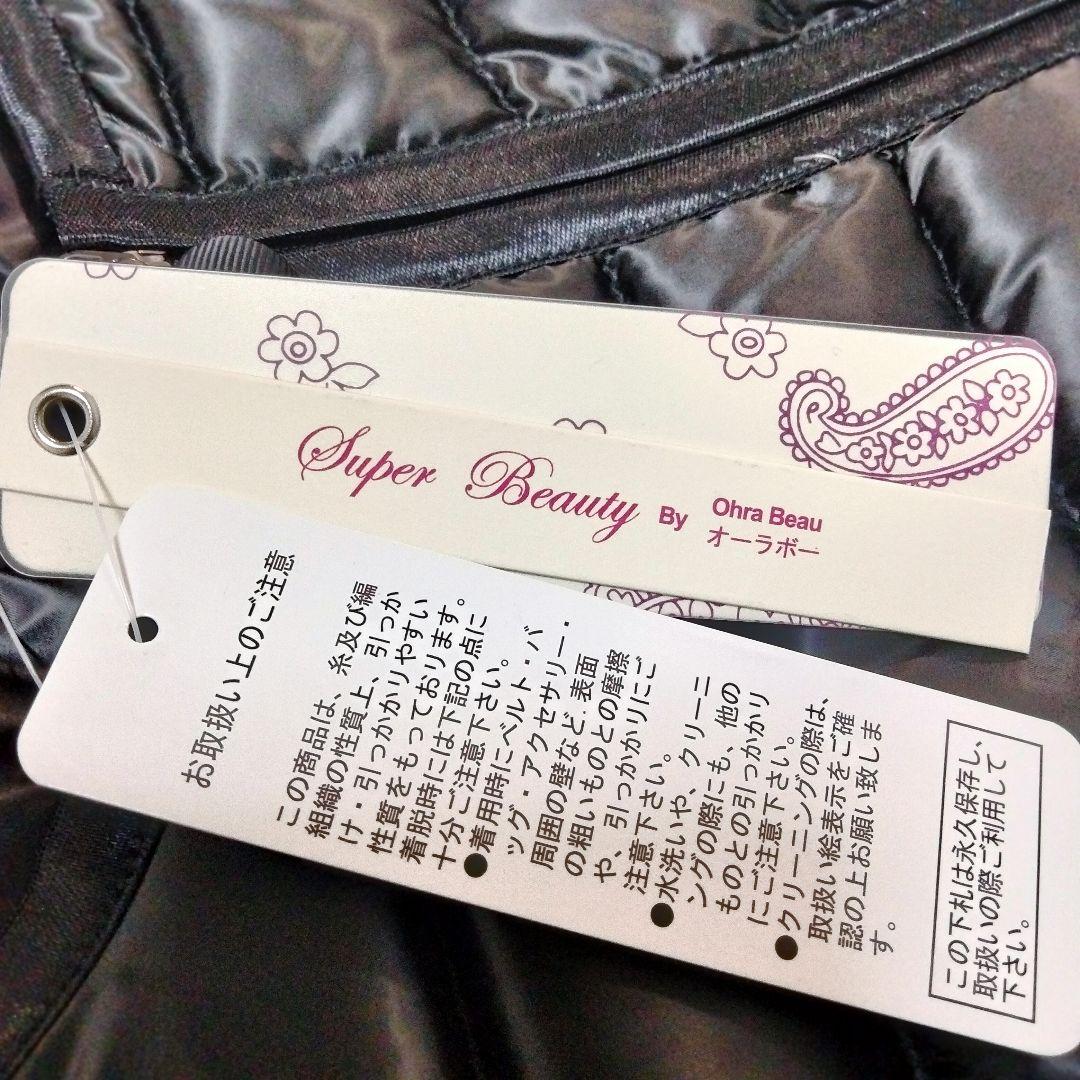 Super Beauty By Ohra Beau
オーラボー
お取扱い上のご注意
この商品は、糸及び編
組織の性質上、引っか
け・引っかかりやすい
性質をもっております。
着脱時には下記の点に
十分ご注意下さい。
●着用時にベルト・バ
ッグ・アクセサリー・
周囲の壁など、表面
の粗いものとの摩擦
や、引っかかりにご
注意下さい。
●水洗いや、クリーニ
ングの際にも、他の
ものとの引っかかり
にご注意下さい。
●クリーニングの際は、
取扱い絵表示をご確
認の上お願い致しま
す。
この下札は永久保存し、
取扱いの際ご利用して
下さい。